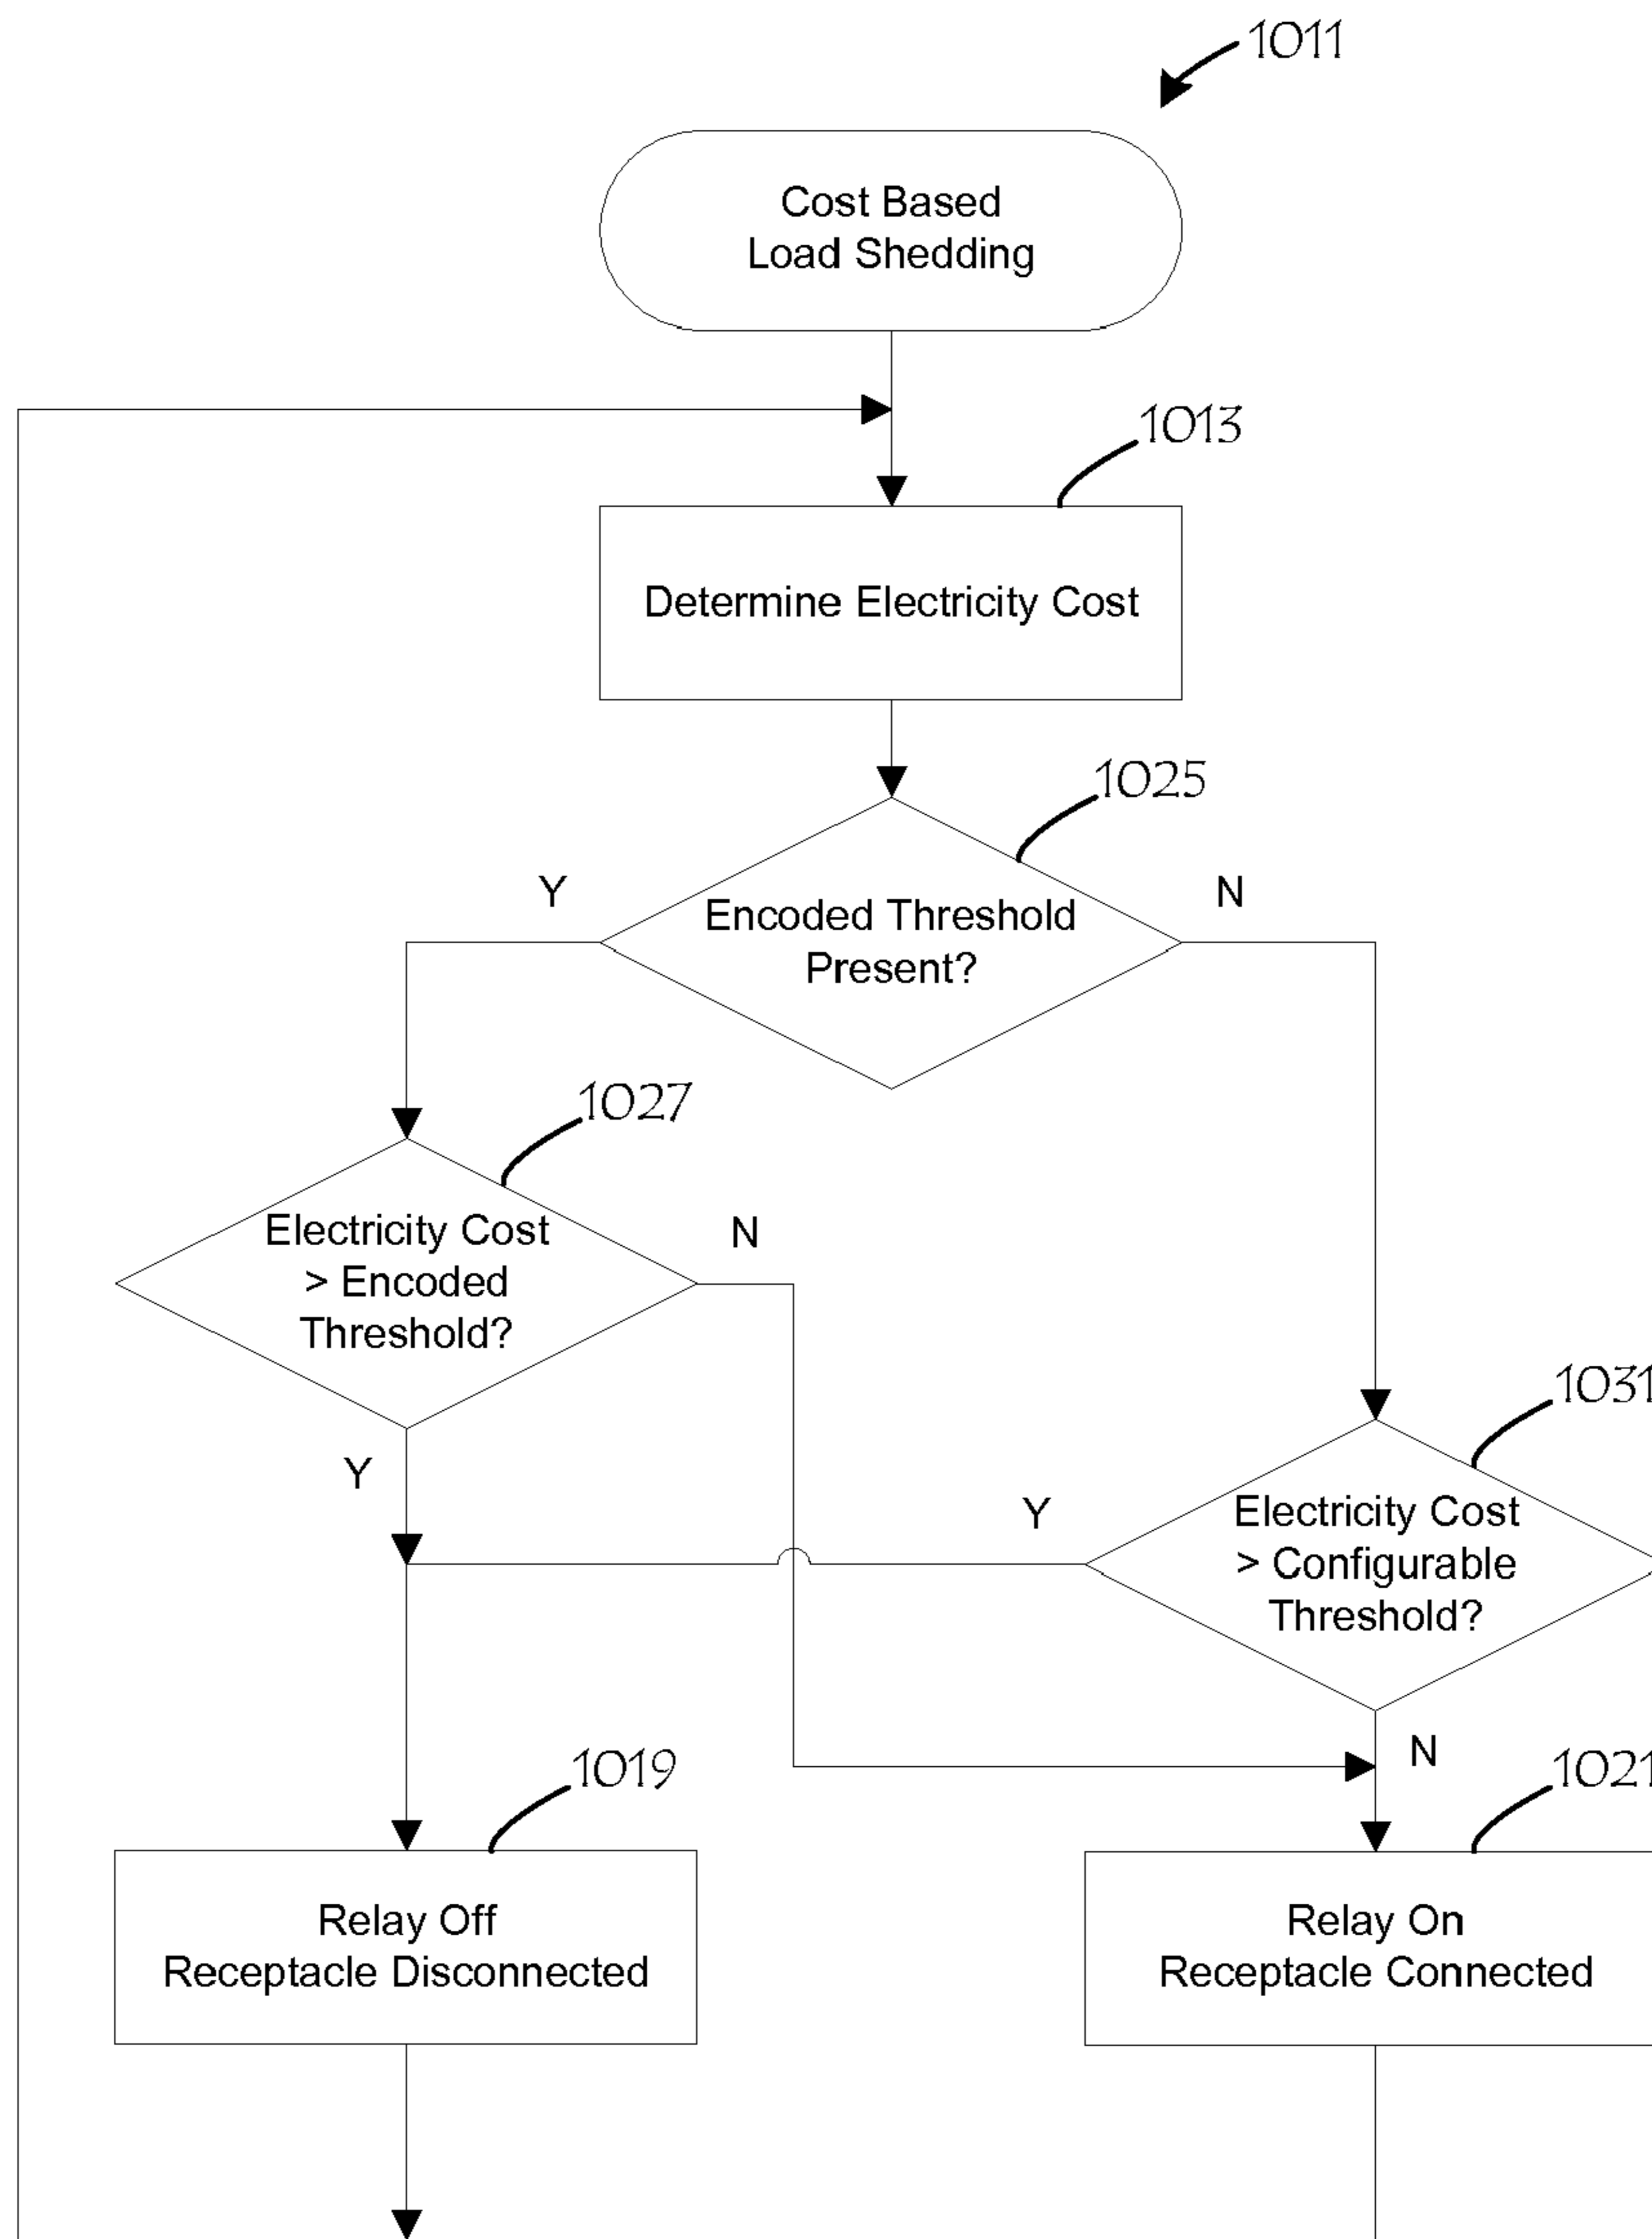 1011
Cost Based
Load Shedding
1013
Determine Electricity Cost
1025
Y
N
Encoded Threshold
Present?
1027
Electricity Cost
> Encoded
Threshold?
N
Y
1031
Y
Electricity Cost
> Configurable
Threshold?
N
1019
1021
Relay Off
Receptacle Disconnected
Relay On
Receptacle Connected